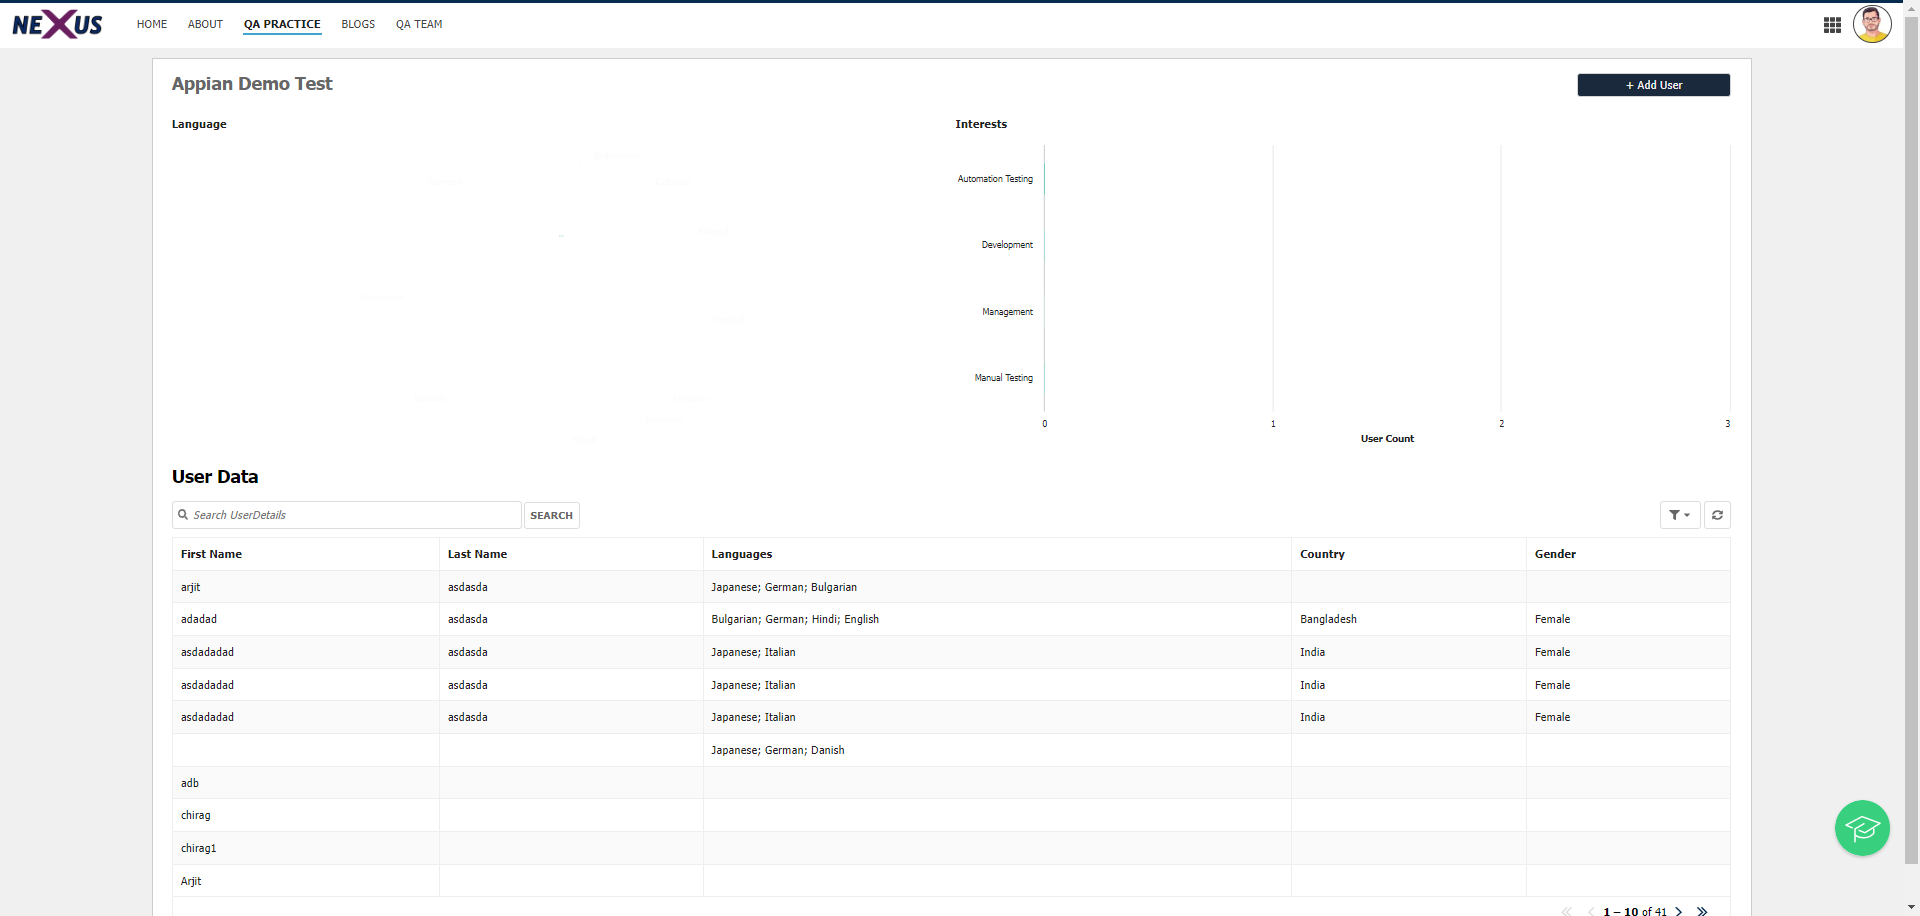 NEXUS HOME ABOUT QA PRACTICE BLOGS QA TEAM
Appian Demo Test
+ Add User
Language
Interests
Automation Testing
Development
Management
Manual Testing
0 1 2 3
User Count
User Data
Search UserDetails SEARCH
First Name Last Name Languages Country Gender
arjit asdasda Japanese; German; Bulgarian
adadad asdasda Bulgarian; German; Hindi; English Bangladesh Female
asdadadad asdasda Japanese; Italian India Female
asdadadad asdasda Japanese; Italian India Female
asdadadad asdasda Japanese; Italian India Female
Japanese; German; Danish
adb
chirag
chirag1
Arjit
1 – 10 of 41